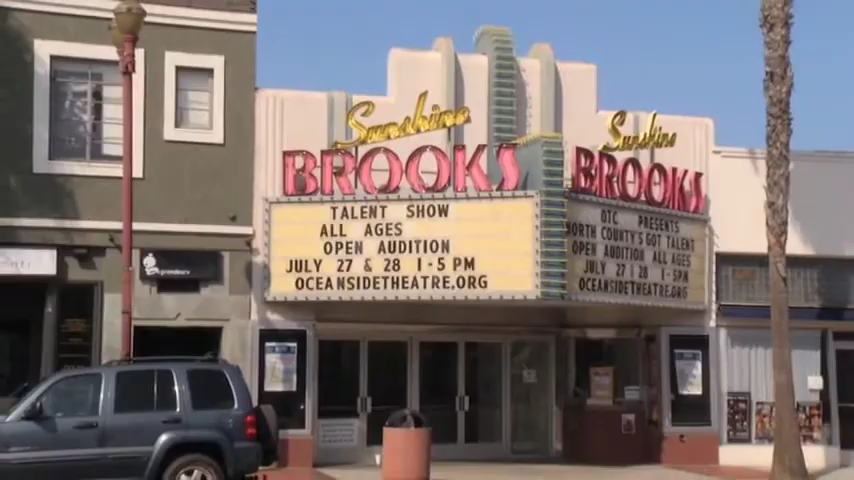 Sunshine
BROOKS
TALENT SHOW
ALL AGES
OPEN AUDITION
JULY 27 & 28 1-5 PM
OCEANSIDETHEATRE.ORG
Sunshine
BROOKS
OTC PRESENTS
NORTH COUNTY'S GOT TALENT
OPEN AUDITION ALL AGES
JULY 27 | 28 1-5P
OCEANSIDETHEATRE.ORG